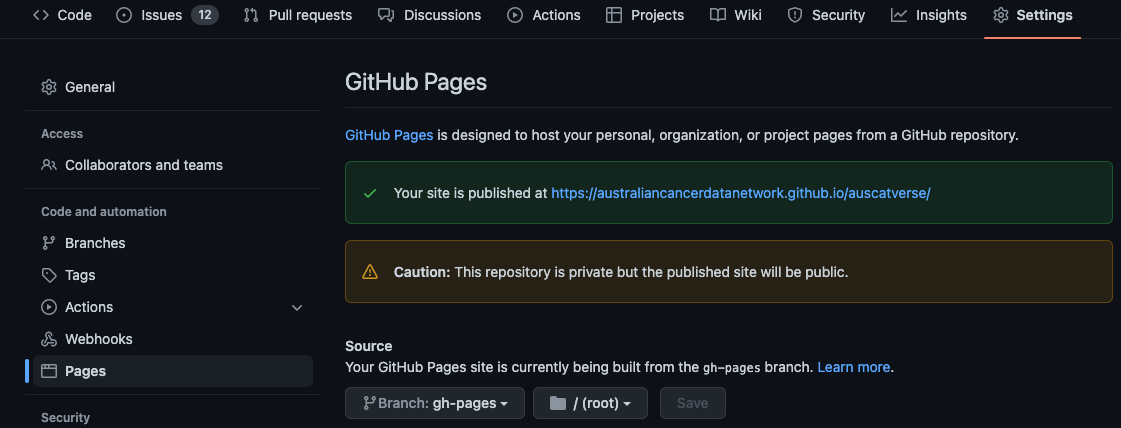 Code Issues 12 Pull requests Discussions Actions Projects Wiki Security Insights Settings
General
Access
Collaborators and teams
Code and automation
Branches
Tags
Actions
Webhooks
Pages
Security
GitHub Pages
GitHub Pages is designed to host your personal, organization, or project pages from a GitHub repository.
Your site is published at https://australiancancerdatanetwork.github.io/auscatverse/
Caution: This repository is private but the published site will be public.
Source
Your GitHub Pages site is currently being built from the gh-pages branch. Learn more.
Branch: gh-pages / (root) Save